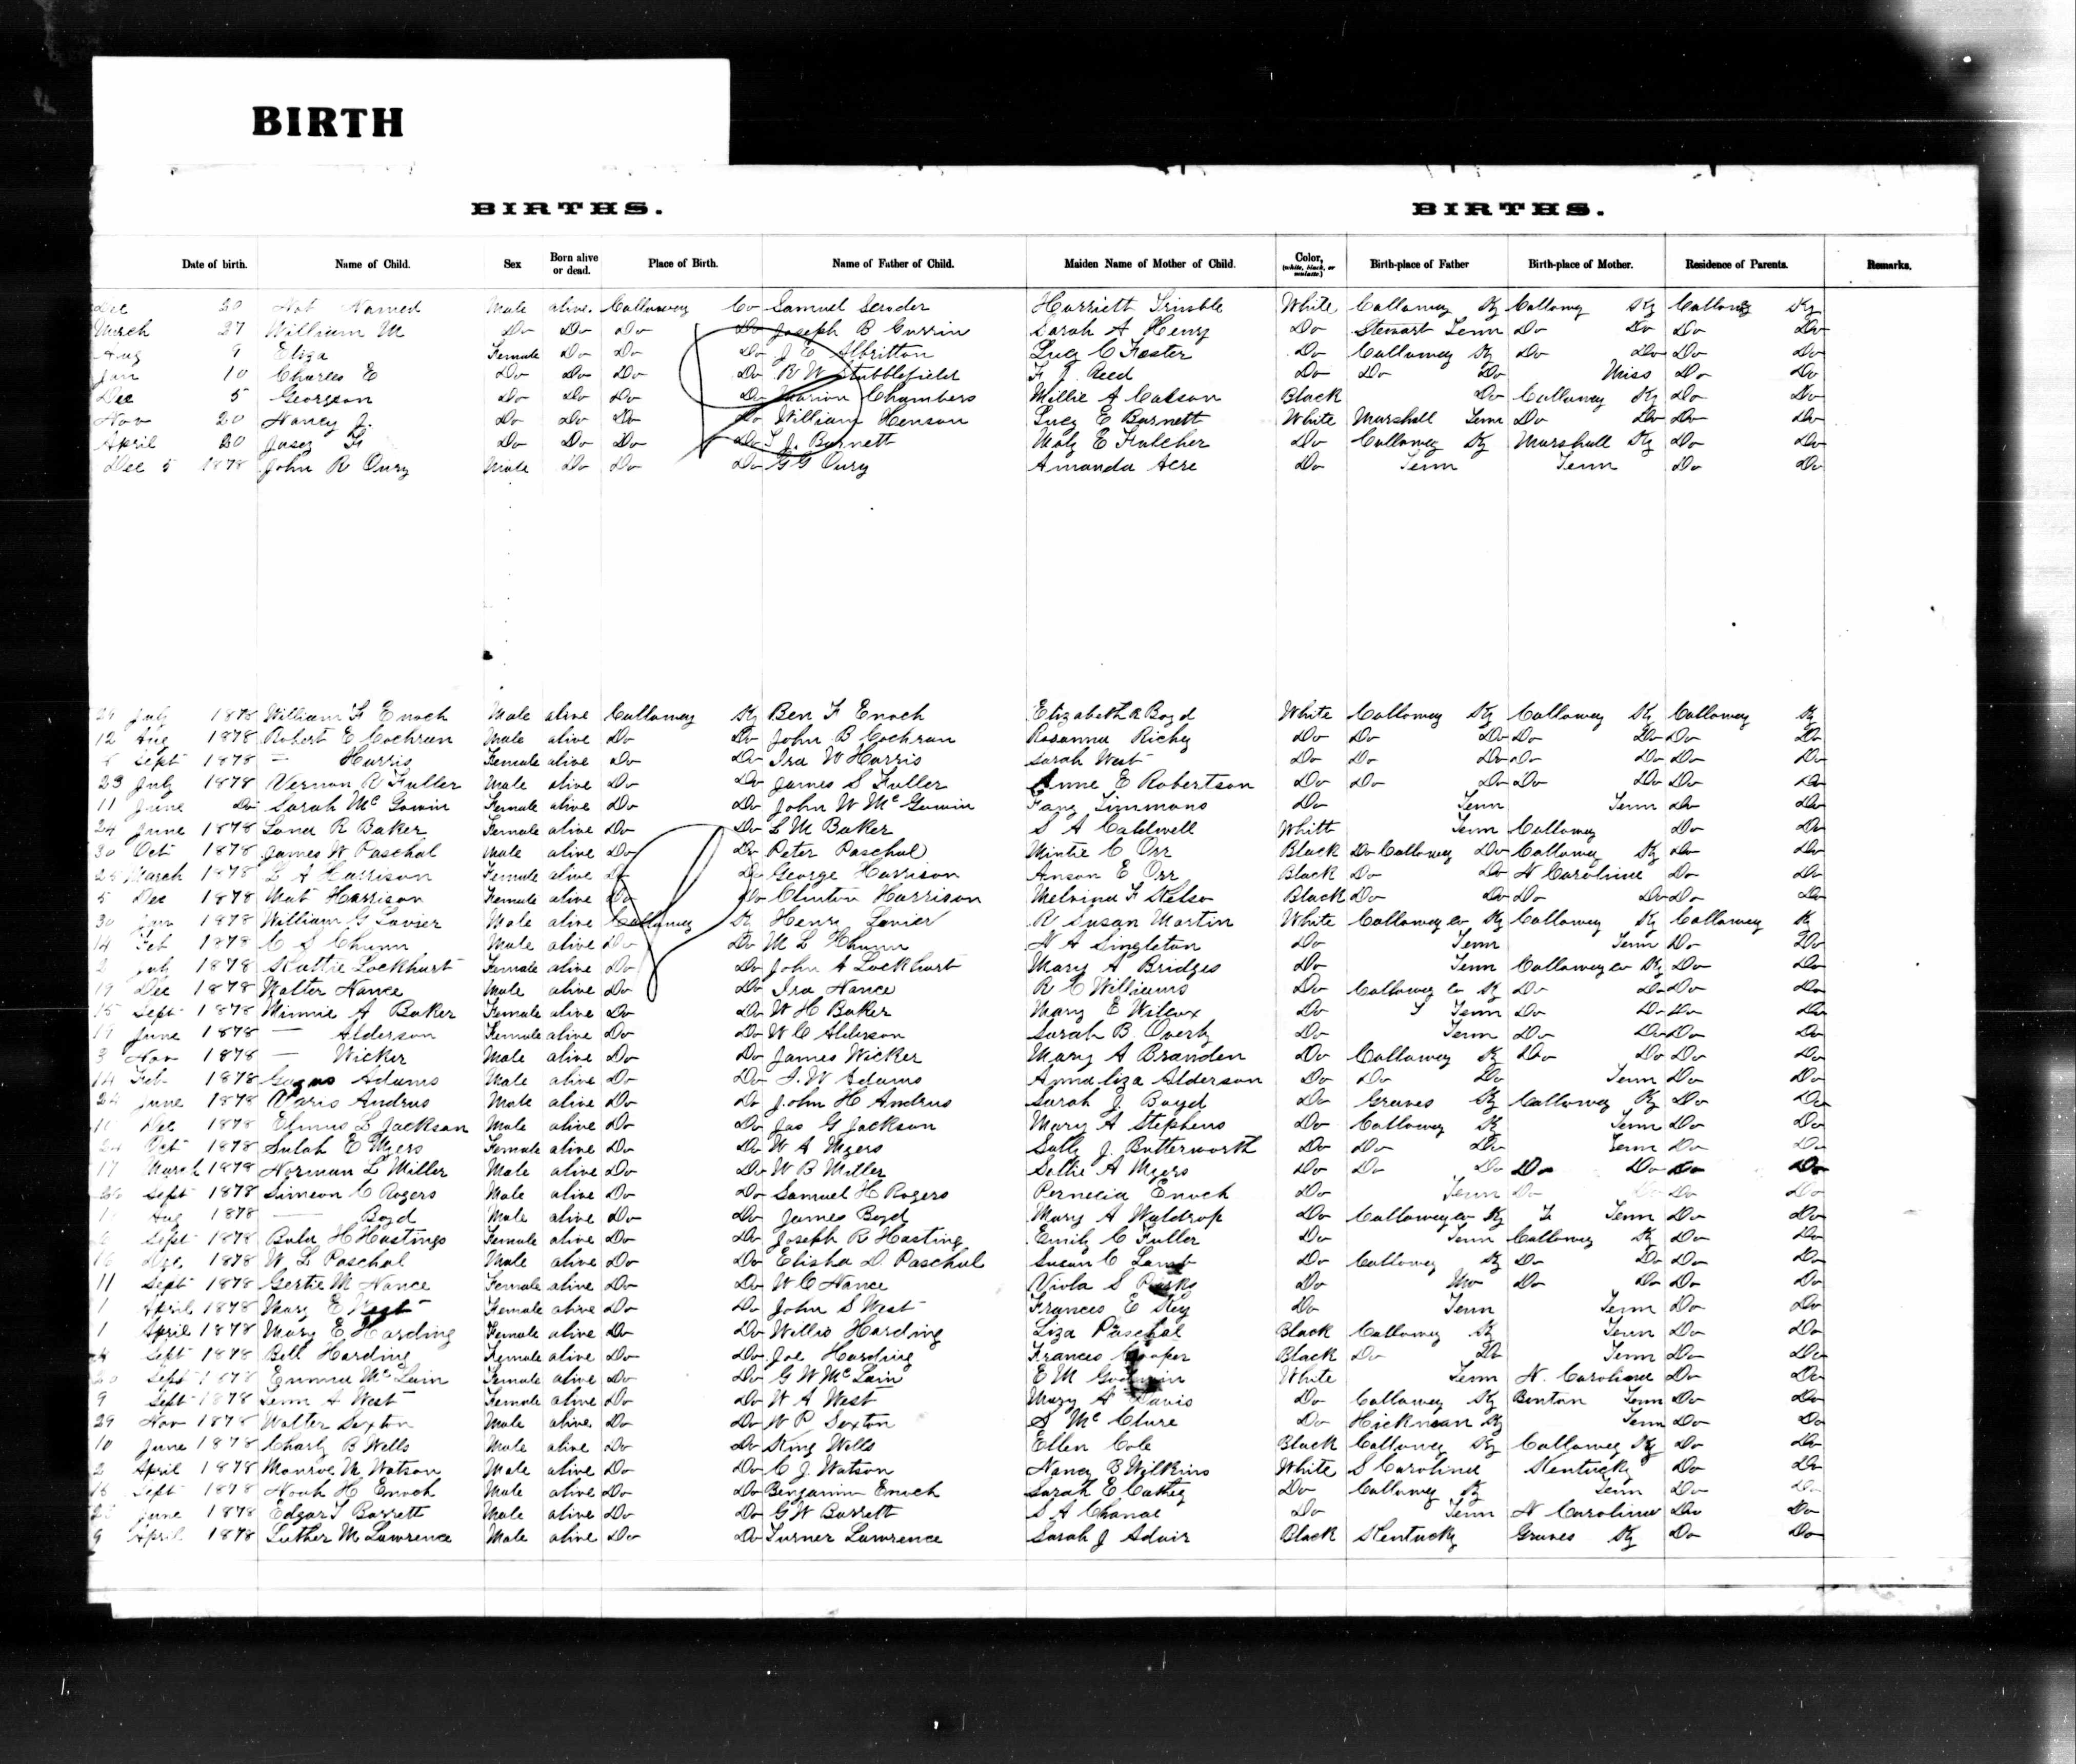 BIRTH
BIRTHS. BIRTHS.
Date of birth. Name of Child. Sex Born alive or dead. Place of Birth. Name of Father of Child. Maiden Name of Mother of Child. Color, (white, black, or mulatto.) Birth-place of Father Birth-place of Mother. Residence of Parents. Remarks.
Dec 20 Not Named Male alive. Calloway Co Samuel Harriett Trimble White Calloway Ky Calloway Ky Calloway Ky
March 27 William M Do Do Do Do Joseph B Sarah A Henry Do Stewart Tenn Do Do Do Do
Aug 9 Eliza Female Do Do Do J E Albritton Lucy C Foster Do Calloway Ky Do Do Do Do
Jan 10 Charles E Do Do Do Do R W Stubblefield F J Reed Do Do Do Miss Do Do
Dec 5 Do Do Do Do Marion Chambers Millie A Black Do Calloway Ky Do Do
Nov 20 Nancy J. Do Do Do Do William Henson Lucy E Burnett White Marshall Tenn Do Do Do Do
April 20 F Do Do Do Do J. Burnett E Futcher Do Calloway Ky Marshall Ky Do Do
Dec 5 1878 John R Oury Male Do Do Do G G Oury Amanda Acre Do Tenn Tenn Do Do
29 July 1878 William F Enoch Male alive Calloway Ky Ben F Enoch Elizabeth R Boyd White Calloway Ky Calloway Ky Calloway Ky
12 Aug 1878 Robert E Cochran Male alive Do Do John B Cochran Rosanna Richy Do Do Do Do Do Do Do
Sept 1878 — Harris Female alive Do Do Ira W Harris Sarah West Do Do Do Do Do Do Do
23 July 1878 Vernon R Fuller Male alive Do Do James S Fuller Anne E Robertson Do Do Do Do Do Do Do
11 June Do Sarah Mc Gowin Female alive Do Do John W Mc Gowin Fany Simmons Do Tenn Tenn Do Do
24 June 1878 Lona R Baker Female alive Do Do L M Baker S A Caldwell Whitt Tenn Calloway Do Do
30 Oct 1878 James W Paschal Male alive Do Do Peter Paschal Mintie C Orr Black Do Calloway Do Calloway Ky Do Do
25 March 1878 L A Harrison Female alive Do Do George Harrison Anson E Orr Black Do Do N Caroline Do Do
5 Dec 1878 Mat Harrison Female alive Do Do Clinton Harrison Melvina F Kelso Black Do Do Do Do Do Do
30 Jan 1878 William G Lavier Male alive Calloway Ky Henry Lavier R Susan Martin White Calloway Co Ky Calloway Ky Calloway K
14 Feb 1878 C S Chunn Male alive Do Do M L Chunn N A Singleton Do Tenn Tenn Do Do
2 July 1878 Kattie Lockhart Female alive Do Do John A Lockhart Mary A Bridges Do Tenn Calloway Co Ky Do Do
19 Dec 1878 Walter Nance Male alive Do Do Ira Nance R C Williams Do Calloway Co Ky Do Do Do Do
15 Sept 1878 Minnie A Baker Female alive Do Do W H Baker Mary E Wilcox Do Tenn Do Do Do Do
19 June 1878 — Alderson Female alive Do Do W C Alderson Sarah B Overby Do Tenn Do Do Do Do
3 Nov 1878 — Wicker Male alive Do Do James Wicker Mary A Branden Do Calloway Ky Do Do Do Do
14 Feb 1878 Adams Male alive Do Do I. W Adams Annaliza Alderson Do Do Do Tenn Do Do
24 June 1878 Paris Andrus Male alive Do Do John H Andrus Sarah J Boyd Do Graves Ky Calloway Ky Do Do
Dec 1878 Elmus L Jackson Male alive Do Do Jas G Jackson Mary A Stephens Do Calloway K Tenn Do Do
24 Oct 1878 Sulah E Myers Female alive Do Do W A Myers Sally J. Butterworth Do Do Do Tenn Do Do
17 March 1878 Norman L Miller Male alive Do Do W B Miller Settie A Myers Do Do Do Do Do Do Do
26 Sept 1878 Simeon C Rogers Male alive Do Do Samuel H Rogers Pernecia Enoch Do Tenn Do Do Do Do
Aug 1878 — Boyd Male alive Do Do James Boyd Mary A Waldrop Do Calloway Co Ky Tenn Do Do
Sept 1878 Bula H Hastings Female alive Do Do Joseph R Hasting Emily C Fuller Do Tenn Calloway Ky Do Do
16 Dec 1878 W L Paschal Male alive Do Do Elisha D Paschal Susan C Lamb Do Calloway Ky Do Do Do Do
11 Sept 1878 Gertie M Nance Female alive Do Do W C Nance Viola S Parks Do Mo Do Do Do Do
1 April 1878 Mary E West Female alive Do Do John S West Frances E Key Do Tenn Tenn Do Do
1 April 1878 Mary E Harding Female alive Do Do Willis Harding Liza Paschal Black Calloway Ky Tenn Do Do
4 Sept 1878 Bell Harding Female alive Do Do Joe Harding Frances Cooper Black Do Do Tenn Do Do
20 Sept 1878 Emma Mc Lain Female alive Do Do G W Mc Lain E M Goodwin White Tenn N. Carolina Do Do
9 Sept 1878 Tenn A West Female alive Do Do W A West Mary A Davis Do Calloway Ky Benton Tenn Do Do
29 Nov 1878 Walter Sexton Male alive Do Do W P Sexton S Mc Clure Do Hickman Ky Tenn Do Do
10 June 1878 Charly B Wells Male alive Do Do King Wells Ellen Cole Black Calloway Ky Calloway Ky Do Do
2 April 1878 Monroe M Watson Male alive Do Do C J. Watson Nancy B Wilkins White S Carolina Kentucky Do Do
16 Sept 1878 Noah H Enoch Male alive Do Do Benjamin Enoch Sarah E Cathey Do Calloway Ky Tenn Do Do
June 1878 Edgar T Barrett Male alive Do Do G W Barrett S A Do Tenn N Carolina Do Do
9 April 1878 Luther M Lawrence Male alive Do Do Turner Lawrence Sarah J Adair Black Kentucky Graves Ky Do Do